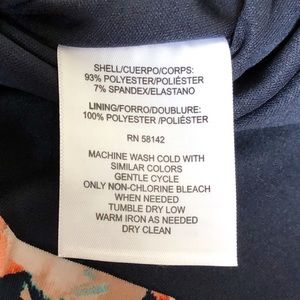 SHELL/CUERPO/CORPS:
93% POLYESTER/POLIÉSTER
7% SPANDEX/ELASTANO
LINING/FORRO/DOUBLURE:
100% POLYESTER /POLIÉSTER
RN 58142
MACHINE WASH COLD WITH
SIMILAR COLORS
GENTLE CYCLE
ONLY NON-CHLORINE BLEACH
WHEN NEEDED
TUMBLE DRY LOW
WARM IRON AS NEEDED
DRY CLEAN